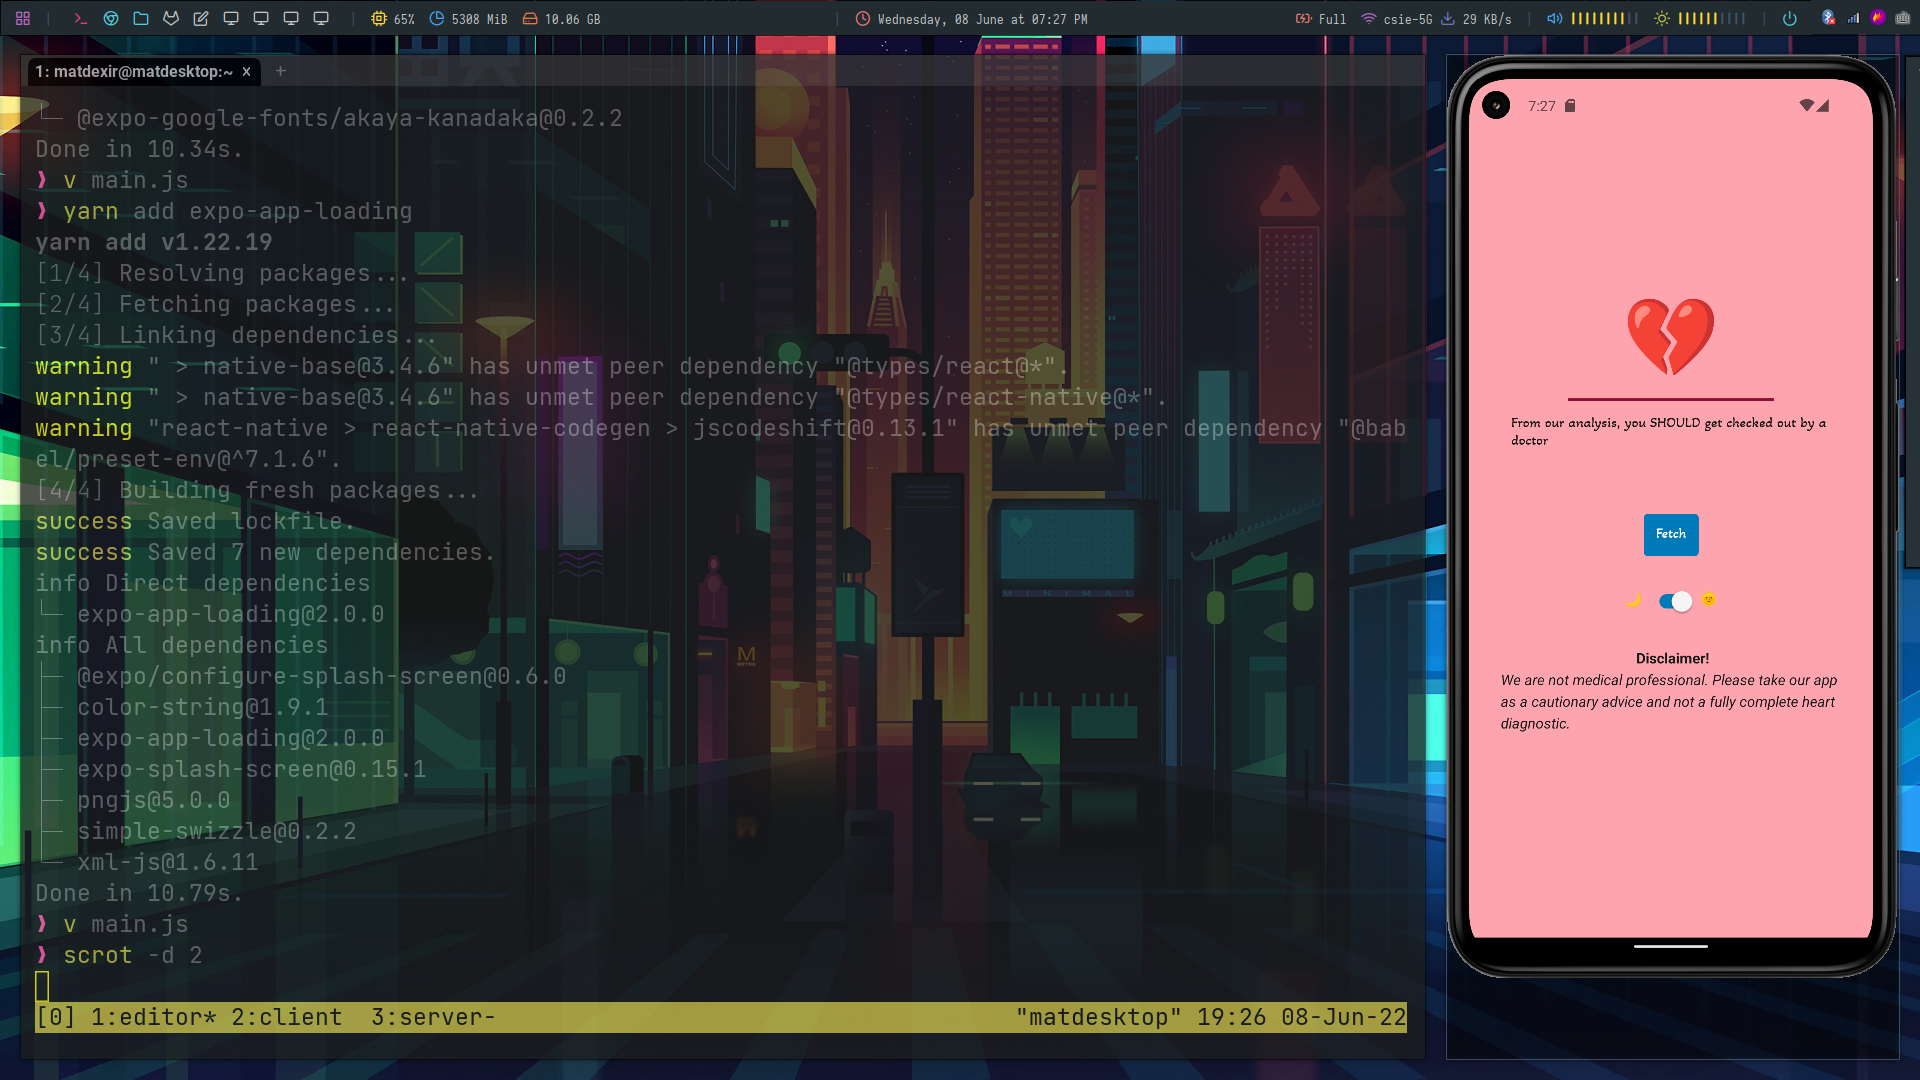 65% 5308 MiB 10.06 GB Wednesday, 08 June at 07:27 PM Full csie-5G 29 KB/s
1: matdexir@matdesktop:~ x +
└─ @expo-google-fonts/akaya-kanadaka@0.2.2
Done in 10.34s.
❱ v main.js
❱ yarn add expo-app-loading
yarn add v1.22.19
[1/4] Resolving packages...
[2/4] Fetching packages...
[3/4] Linking dependencies...
warning " > native-base@3.4.6" has unmet peer dependency "@types/react@*".
warning " > native-base@3.4.6" has unmet peer dependency "@types/react-native@*".
warning "react-native > react-native-codegen > jscodeshift@0.13.1" has unmet peer dependency "@bab
el/preset-env@^7.1.6".
[4/4] Building fresh packages...
success Saved lockfile.
success Saved 7 new dependencies.
info Direct dependencies
└─ expo-app-loading@2.0.0
info All dependencies
├─ @expo/configure-splash-screen@0.6.0
├─ color-string@1.9.1
├─ expo-app-loading@2.0.0
├─ expo-splash-screen@0.15.1
├─ pngjs@5.0.0
├─ simple-swizzle@0.2.2
└─ xml-js@1.6.11
Done in 10.79s.
❱ v main.js
❱ scrot -d 2
[0] 1:editor* 2:client 3:server- "matdesktop" 19:26 08-Jun-22
MINIMAL
M
METRO
7:27
From our analysis, you SHOULD get checked out by a
doctor
Fetch
Disclaimer!
We are not medical professional. Please take our app
as a cautionary advice and not a fully complete heart
diagnostic.